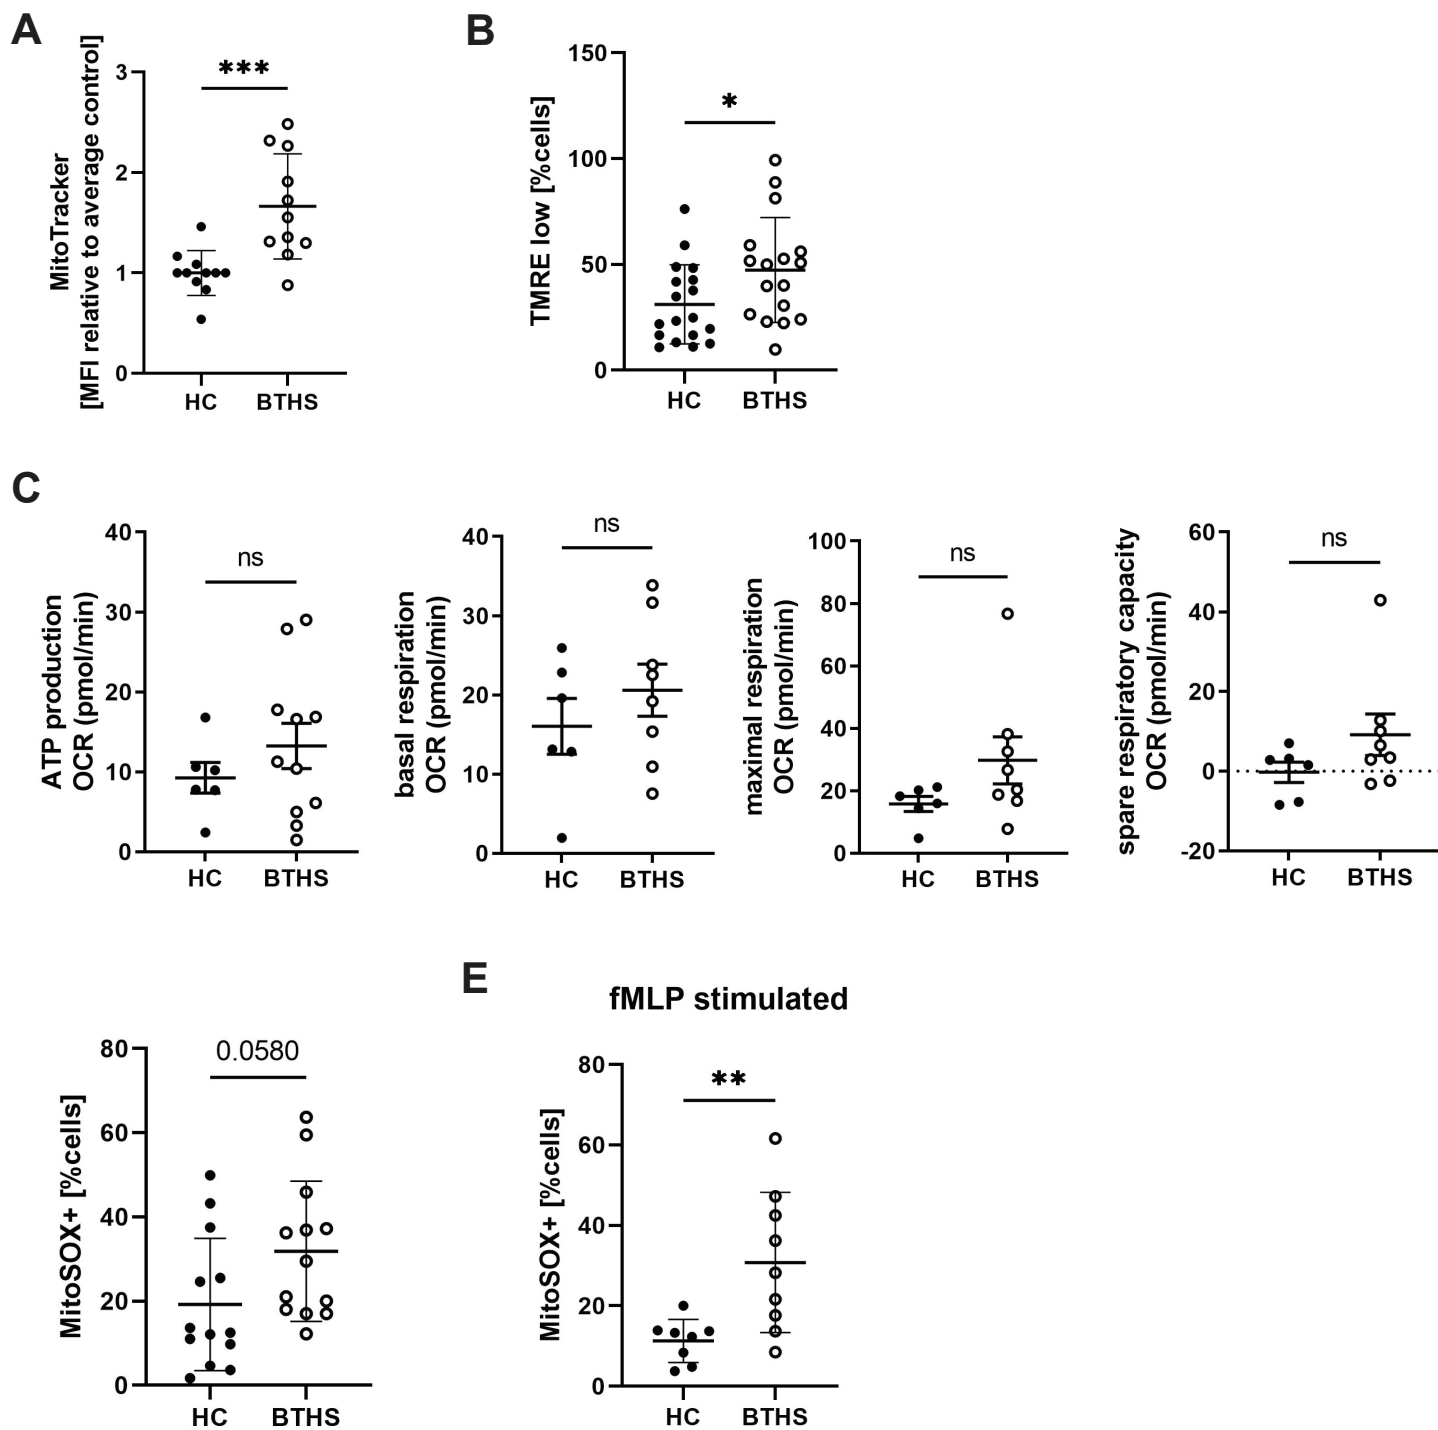 A
MitoTracker
[MFI relative to average control]
3
2
1
0
***
HC
BTHS
B
TMRE low [%cells]
150
100
50
0
*
HC
BTHS
C
ATP production
OCR (pmol/min)
40
30
20
10
0
ns
HC
BTHS
basal respiration
OCR (pmol/min)
40
30
20
10
0
ns
HC
BTHS
maximal respiration
OCR (pmol/min)
100
80
60
40
20
0
ns
HC
BTHS
spare respiratory capacity
OCR (pmol/min)
60
40
20
0
-20
ns
HC
BTHS
MitoSOX+ [%cells]
80
60
40
20
0
0.0580
HC
BTHS
E
fMLP stimulated
MitoSOX+ [%cells]
80
60
40
20
0
**
HC
BTHS